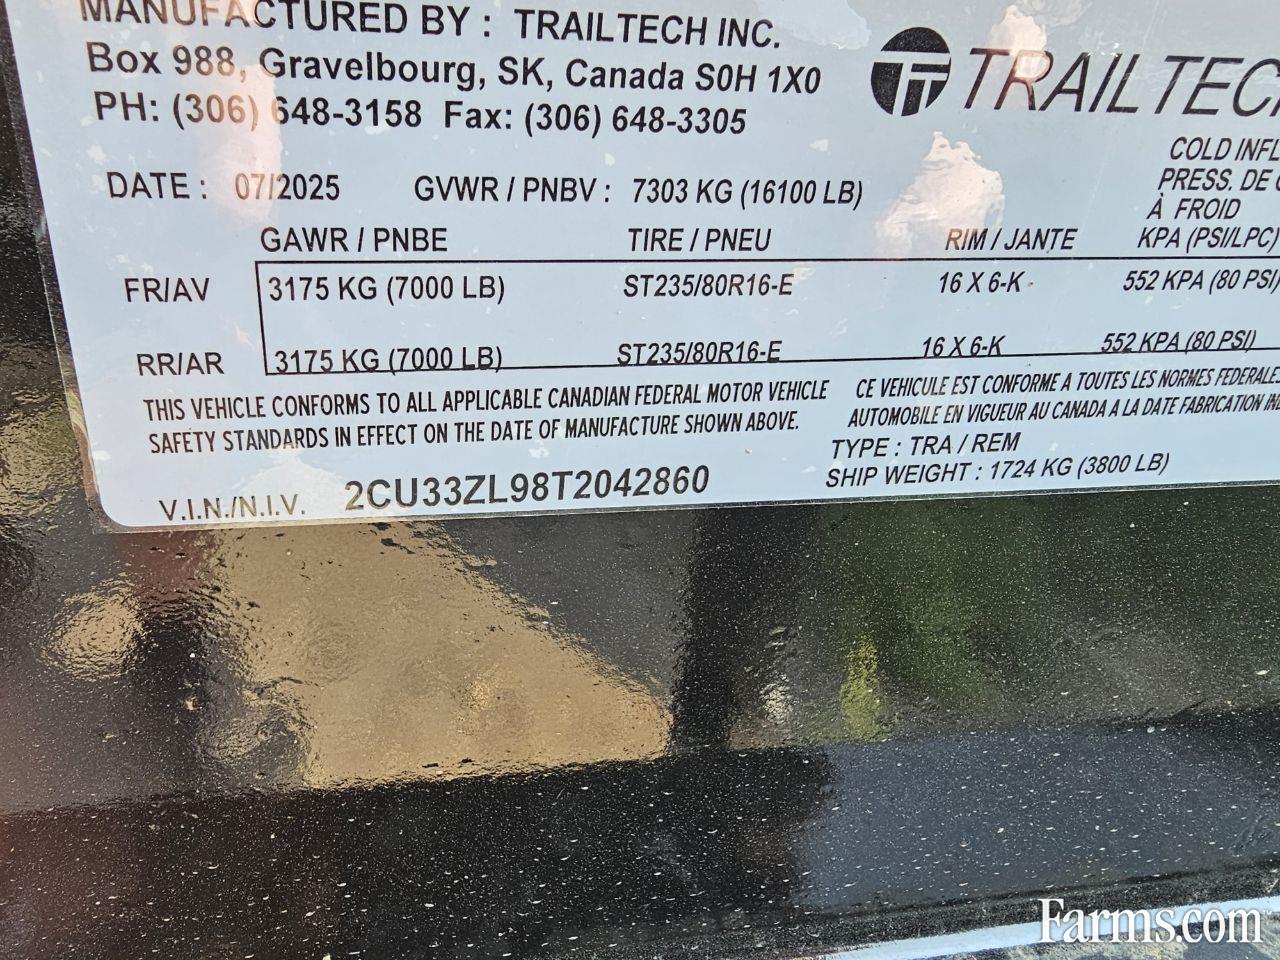 MANUFACTURED BY : TRAILTECH INC.
Box 988, Gravelbourg, SK, Canada S0H 1X0
PH: (306) 648-3158 Fax: (306) 648-3305
TRAILTECH
COLD INFL
PRESS. DE
À FROID
DATE : 07/2025 GVWR / PNBV : 7303 KG (16100 LB)
GAWR / PNBE TIRE / PNEU RIM / JANTE KPA (PSI/LPC)
FR/AV 3175 KG (7000 LB) ST235/80R16-E 16 X 6-K 552 KPA (80 PSI)
RR/AR 3175 KG (7000 LB) ST235/80R16-E 16 X 6-K 552 KPA (80 PSI)
THIS VEHICLE CONFORMS TO ALL APPLICABLE CANADIAN FEDERAL MOTOR VEHICLE
SAFETY STANDARDS IN EFFECT ON THE DATE OF MANUFACTURE SHOWN ABOVE.
CE VEHICULE EST CONFORME A TOUTES LES NORMES FEDERALE
AUTOMOBILE EN VIGUEUR AU CANADA A LA DATE FABRICATION
TYPE : TRA / REM
SHIP WEIGHT : 1724 KG (3800 LB)
V.I.N./N.I.V. 2CU33ZL98T2042860
Farms.com